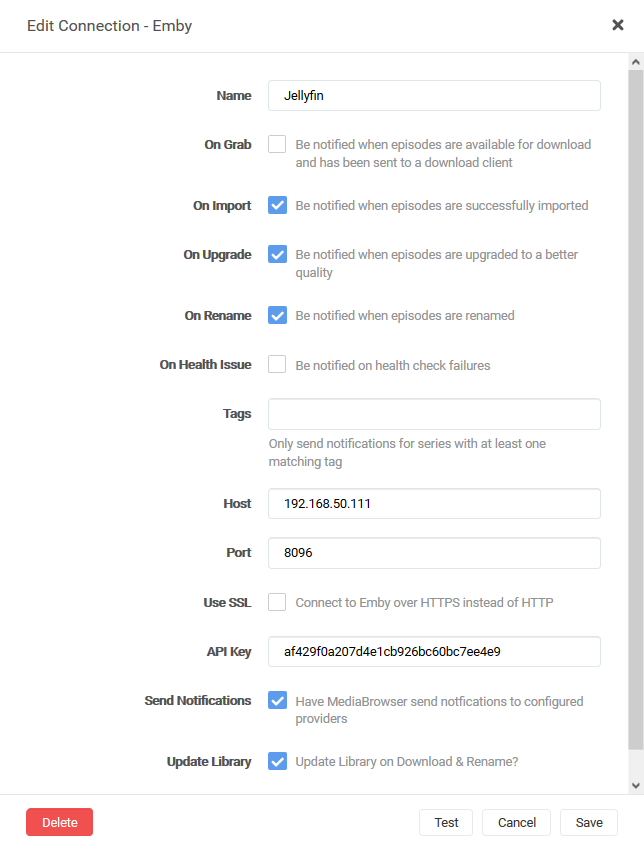 Edit Connection - Emby
Name
Jellyfin
On Grab
Be notified when episodes are available for download
and has been sent to a download client
On Import
Be notified when episodes are successfully imported
On Upgrade
Be notified when episodes are upgraded to a better
quality
On Rename
Be notified when episodes are renamed
On Health Issue
Be notified on health check failures
Tags
Only send notifications for series with at least one
matching tag
Host
192.168.50.111
Port
8096
Use SSL
Connect to Emby over HTTPS instead of HTTP
API Key
af429f0a207d4e1cb926bc60bc7ee4e9
Send Notifications
Have MediaBrowser send notfications to configured
providers
Update Library
Update Library on Download & Rename?
Delete
Test
Cancel
Save